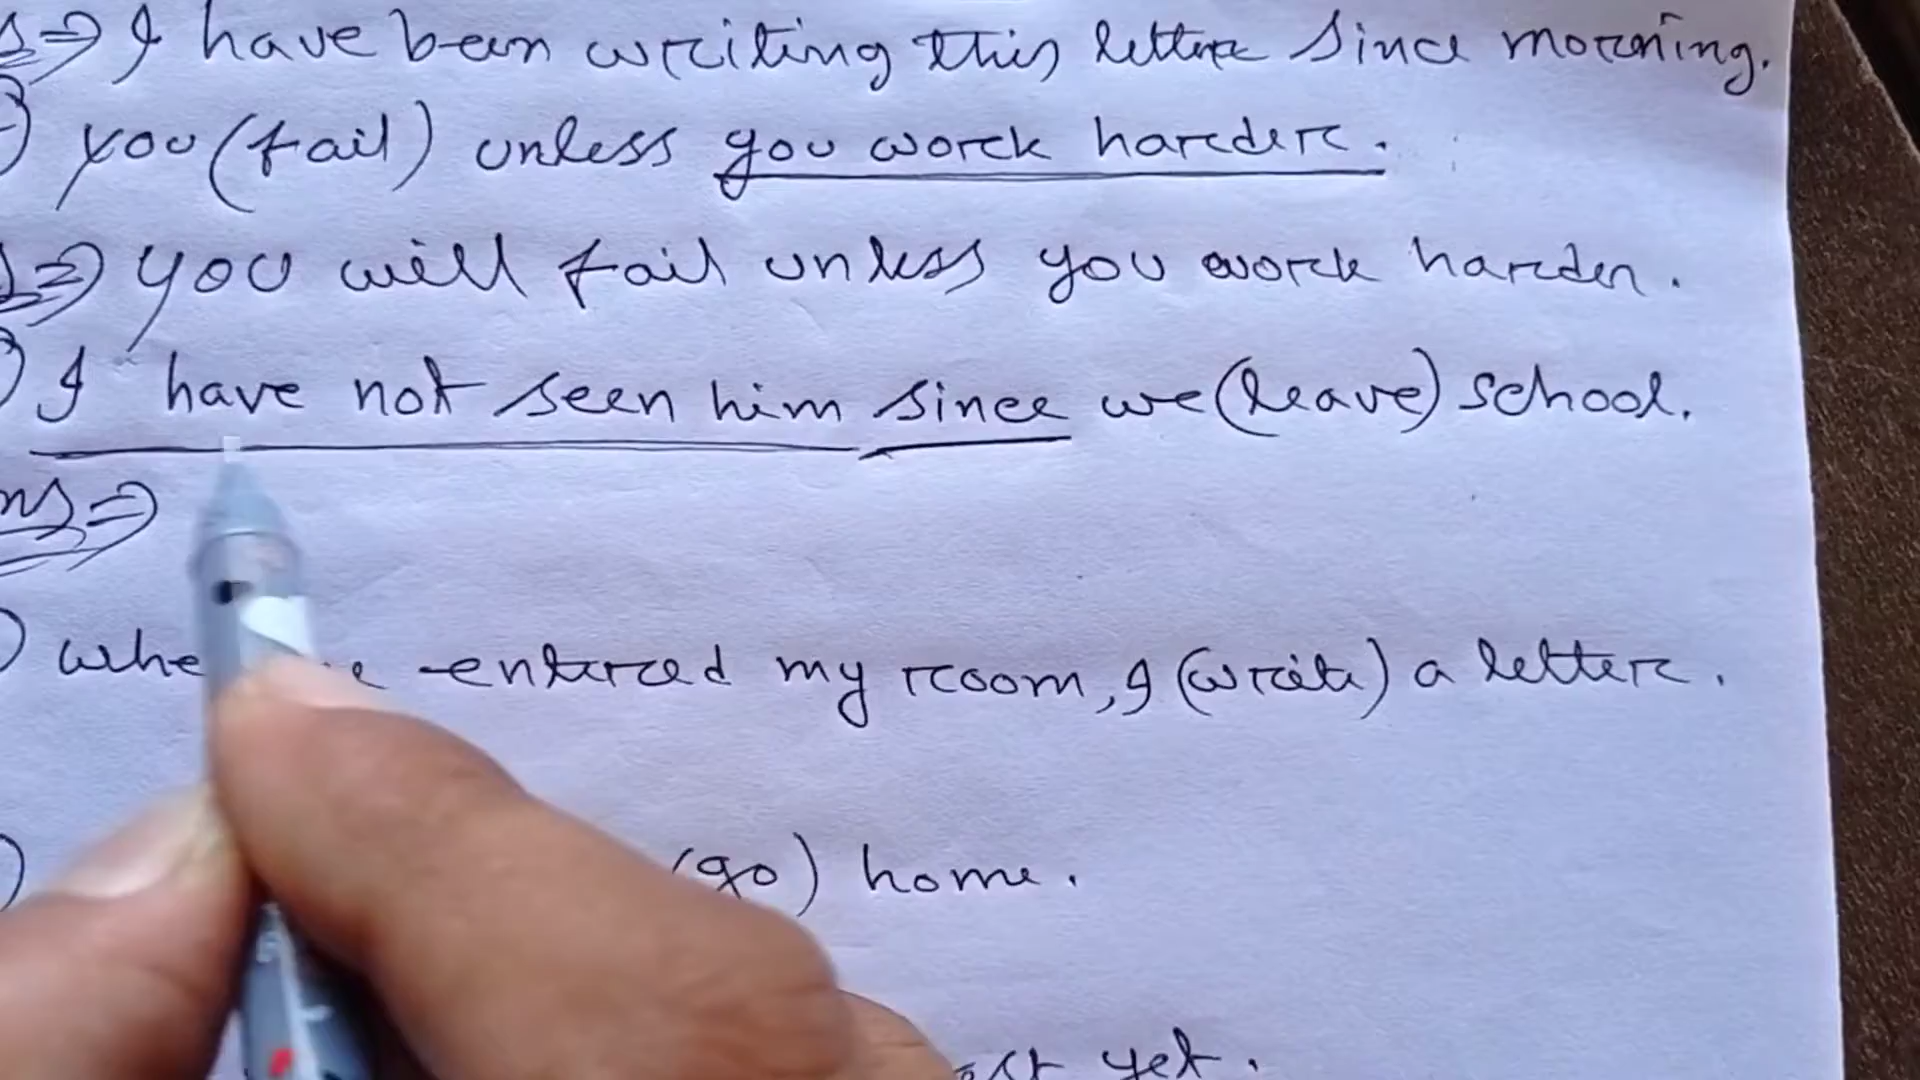 ⇒ I have been writing this letter since morning.
you (fail) unless you work harder.
⇒ you will fail unless you work harder.
I have not seen him since we (leave) school.
ns ⇒
entered my room, I (write) a letter.
(go) home.
yet.